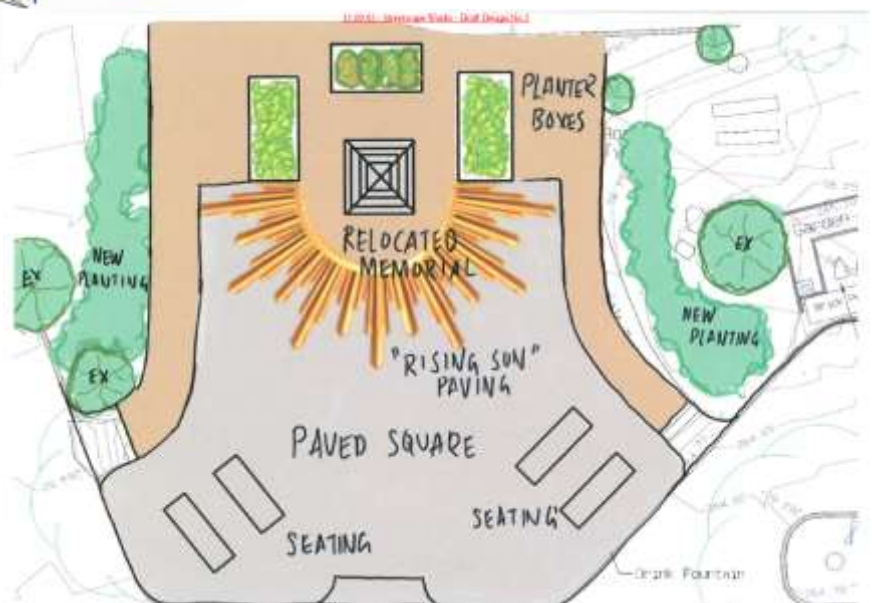 PLANTER
BOXES
RELOCATED
MEMORIAL
NEW
PLANTING
EX
EX
EX
NEW
PLANTING
"RISING SUN"
PAVING
PAVED SQUARE
SEATING
SEATING
Drink Fountain